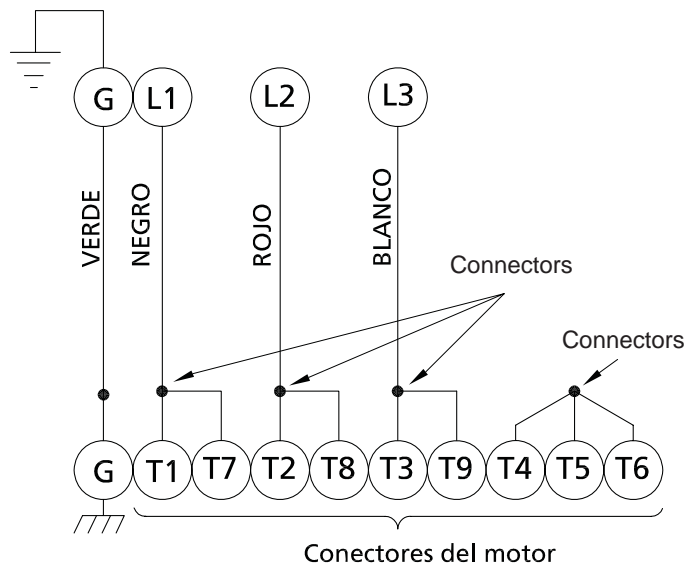 G
L1
L2
L3
VERDE
NEGRO
ROJO
BLANCO
Connectors
Connectors
G
T1
T7
T2
T8
T3
T9
T4
T5
T6
Conectores del motor